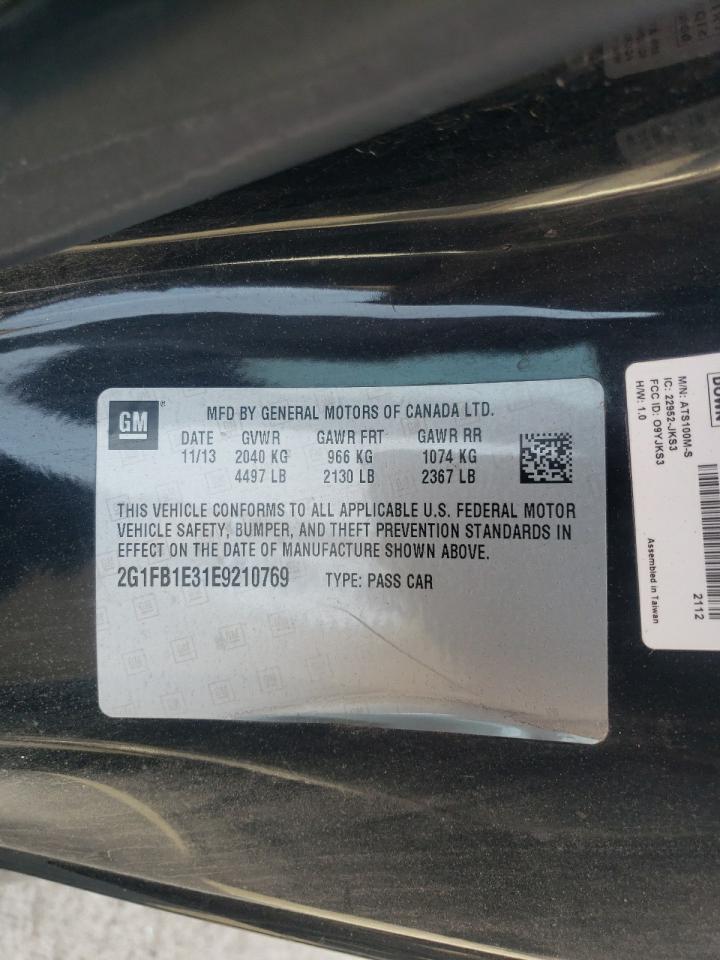 GM
MFD BY GENERAL MOTORS OF CANADA LTD.
DATE GVWR GAWR FRT GAWR RR
11/13 2040 KG 966 KG 1074 KG
4497 LB 2130 LB 2367 LB
THIS VEHICLE CONFORMS TO ALL APPLICABLE U.S. FEDERAL MOTOR
VEHICLE SAFETY, BUMPER, AND THEFT PREVENTION STANDARDS IN
EFFECT ON THE DATE OF MANUFACTURE SHOWN ABOVE.
2G1FB1E31E9210769 TYPE: PASS CAR
M/N: ATS100M-S
IC: 22952-JKS3
FCC ID: O9YJKS3
H/W: 1.0
Assembled in Taiwan
2112